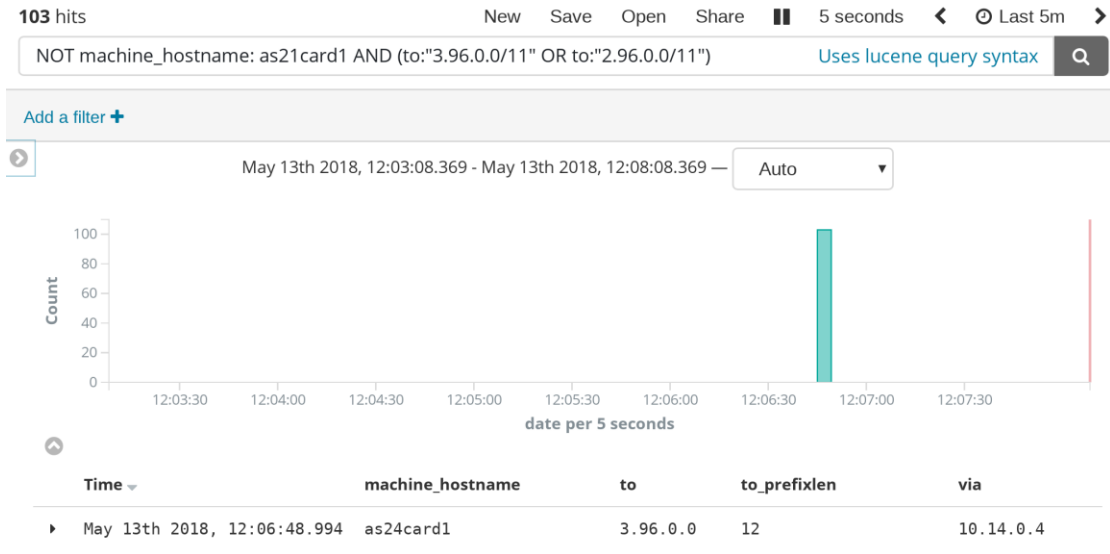 103 hits New Save Open Share 5 seconds Last 5m
NOT machine_hostname: as21card1 AND (to:"3.96.0.0/11" OR to:"2.96.0.0/11") Uses lucene query syntax
Add a filter +
May 13th 2018, 12:03:08.369 - May 13th 2018, 12:08:08.369 — Auto
100
80
60
40
20
0
Count
12:03:30 12:04:00 12:04:30 12:05:00 12:05:30 12:06:00 12:06:30 12:07:00 12:07:30
date per 5 seconds
Time machine_hostname to to_prefixlen via
May 13th 2018, 12:06:48.994 as24card1 3.96.0.0 12 10.14.0.4